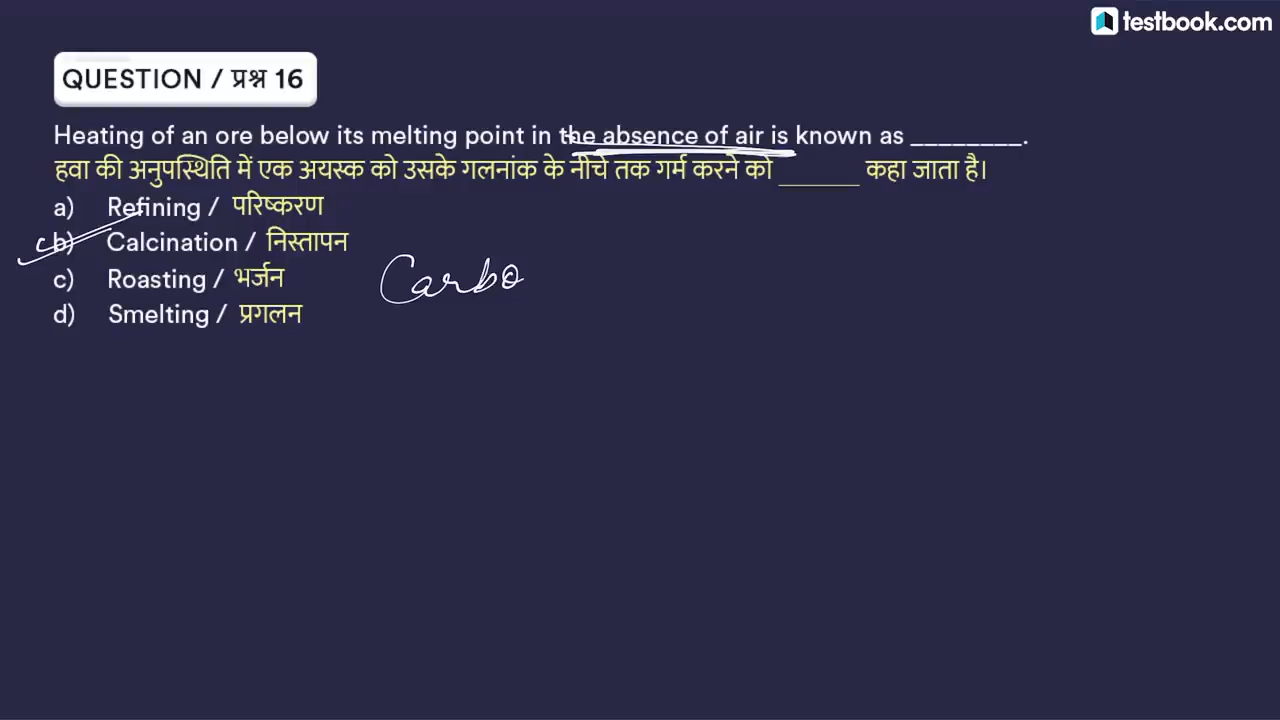 testbook.com
QUESTION / प्रश्न 16
Heating of an ore below its melting point in the absence of air is known as ________.
हवा की अनुपस्थिति में एक अयस्क को उसके गलनांक के नीचे तक गर्म करने को ______ कहा जाता है।
a) Refining / परिष्करण
b) Calcination / निस्तापन
c) Roasting / भर्जन
d) Smelting / प्रगलन
Carbo